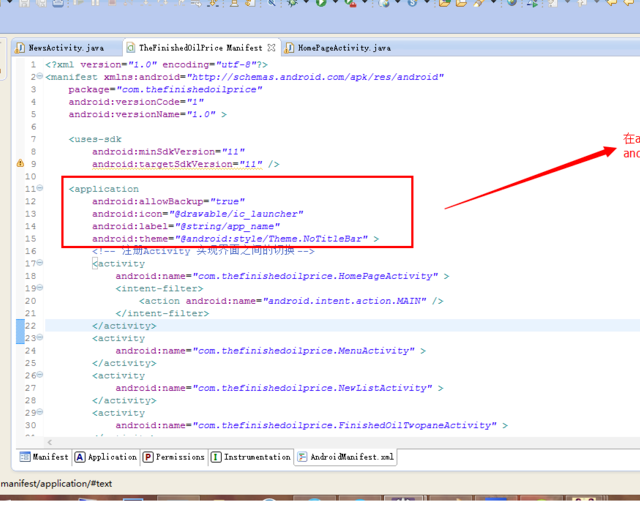 NewsActivity.java
TheFinishedOilPrice Manifest
HomePageActivity.java
1 <?xml version="1.0" encoding="utf-8"?>
2 <manifest xmlns:android="http://schemas.android.com/apk/res/android"
3 package="com.thefinishedoilprice"
4 android:versionCode="1"
5 android:versionName="1.0" >
6
7 <uses-sdk
8 android:minSdkVersion="11"
9 android:targetSdkVersion="11" />
10
11 <application
12 android:allowBackup="true"
13 android:icon="@drawable/ic_launcher"
14 android:label="@string/app_name"
15 android:theme="@android:style/Theme.NoTitleBar" >
16 <!-- 注册Activity 实现界面之间的切换-->
17 <activity
18 android:name="com.thefinishedoilprice.HomePageActivity" >
19 <intent-filter>
20 <action android:name="android.intent.action.MAIN" />
21 </intent-filter>
22 </activity>
23 <activity
24 android:name="com.thefinishedoilprice.MenuActivity" >
25 </activity>
26 <activity
27 android:name="com.thefinishedoilprice.NewListActivity" >
28 </activity>
29 <activity
30 android:name="com.thefinishedoilprice.FinishedOilTwopaneActivity" >
在a
and
Manifest
Application
Permissions
Instrumentation
AndroidManifest.xml
manifest/application/#text